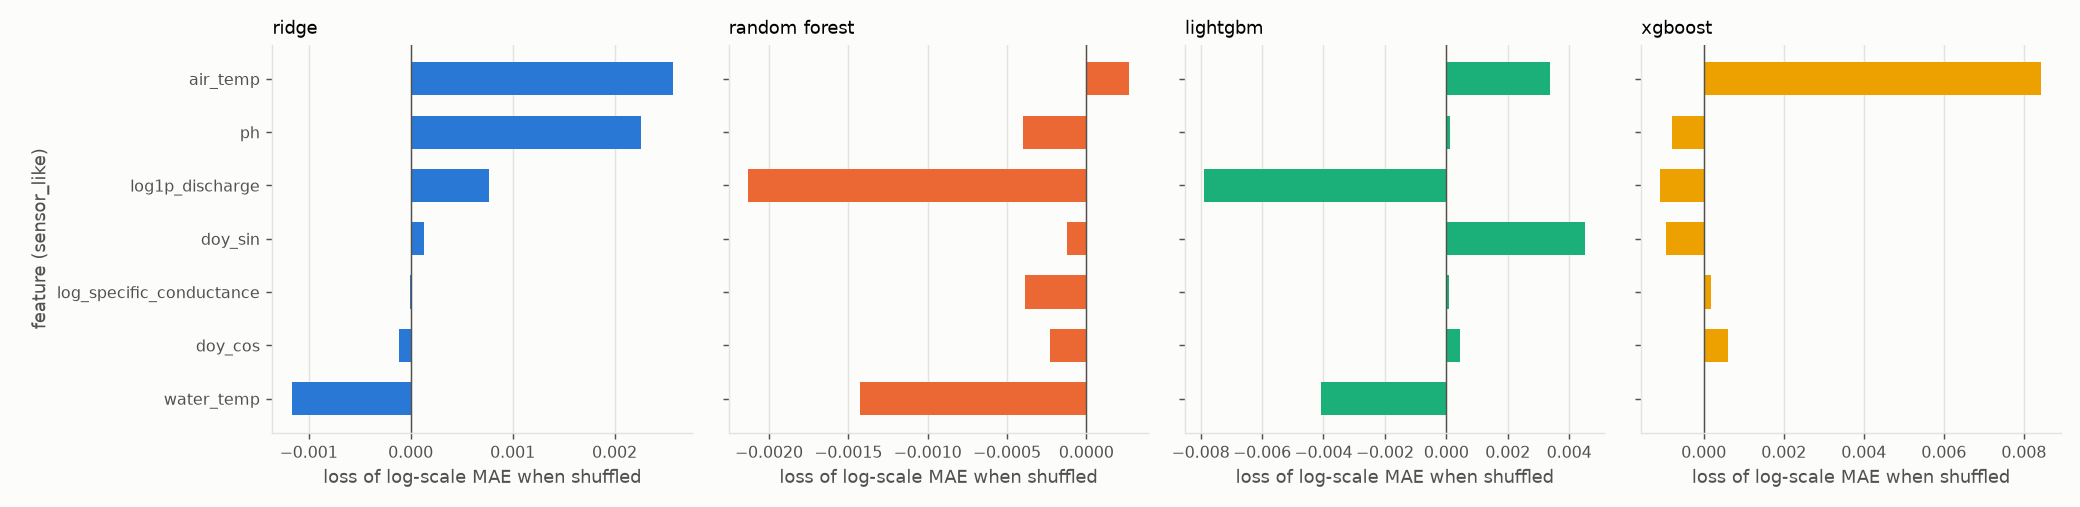 ridge
random forest
lightgbm
xgboost
feature (sensor_like)
air_temp
ph
log1p_discharge
doy_sin
log_specific_conductance
doy_cos
water_temp
−0.001 0.000 0.001 0.002
−0.0020 −0.0015 −0.0010 −0.0005 0.0000
−0.008 −0.006 −0.004 −0.002 0.000 0.002 0.004
0.000 0.002 0.004 0.006 0.008
loss of log-scale MAE when shuffled
loss of log-scale MAE when shuffled
loss of log-scale MAE when shuffled
loss of log-scale MAE when shuffled